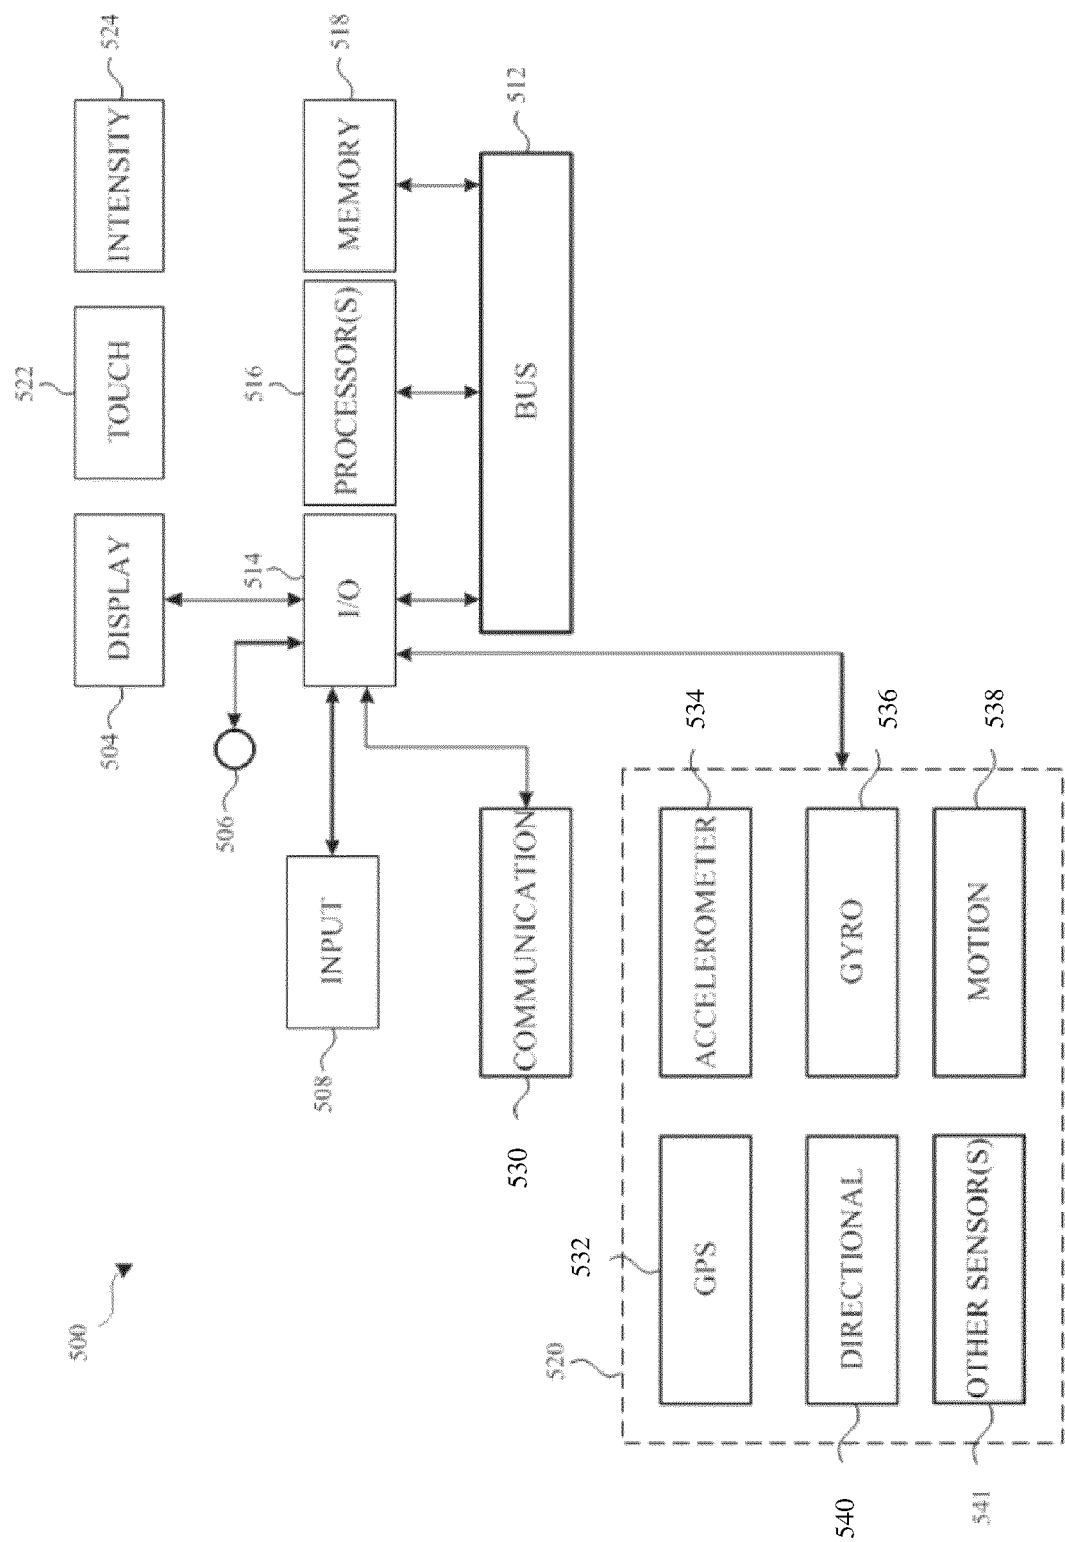 500
504
DISPLAY
522
TOUCH
524
INTENSITY
506
508
INPUT
514
I/O
516
PROCESSOR(S)
518
MEMORY
530
COMMUNICATION
512
BUS
520
532
GPS
534
ACCELEROMETER
540
DIRECTIONAL
536
GYRO
541
OTHER SENSOR(S)
538
MOTION